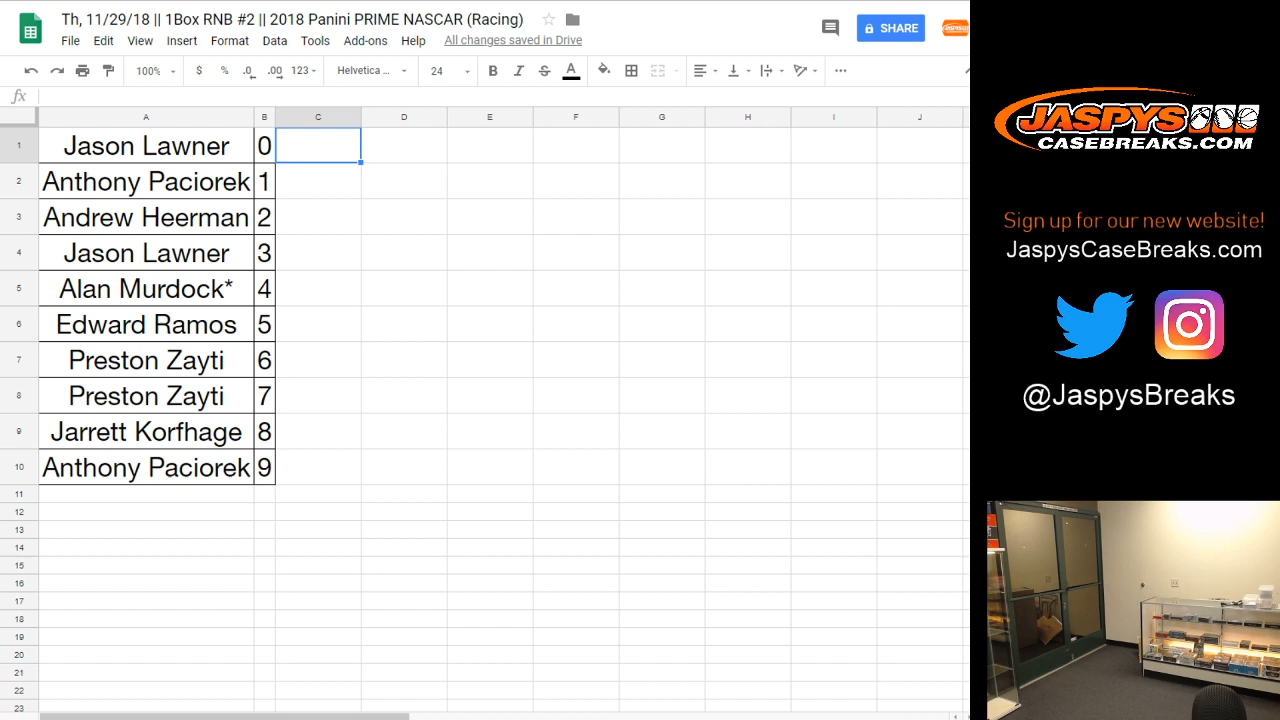 Th, 11/29/18 || 1Box RNB #2 || 2018 Panini PRIME NASCAR (Racing)
SHARE
File Edit View Insert Format Data Tools Add-ons Help All changes saved in Drive
100% $ % .0 .00 123 Helvetica ... 24 B I S A
fx
A B C D E F G H I J
1 Jason Lawner 0
2 Anthony Paciorek 1
3 Andrew Heerman 2
4 Jason Lawner 3
5 Alan Murdock* 4
6 Edward Ramos 5
7 Preston Zayti 6
8 Preston Zayti 7
9 Jarrett Korfhage 8
10 Anthony Paciorek 9
11
12
13
14
15
16
17
18
19
20
21
22
23
JASPYS
CASEBREAKS.COM
Sign up for our new website!
JaspysCaseBreaks.com
@JaspysBreaks